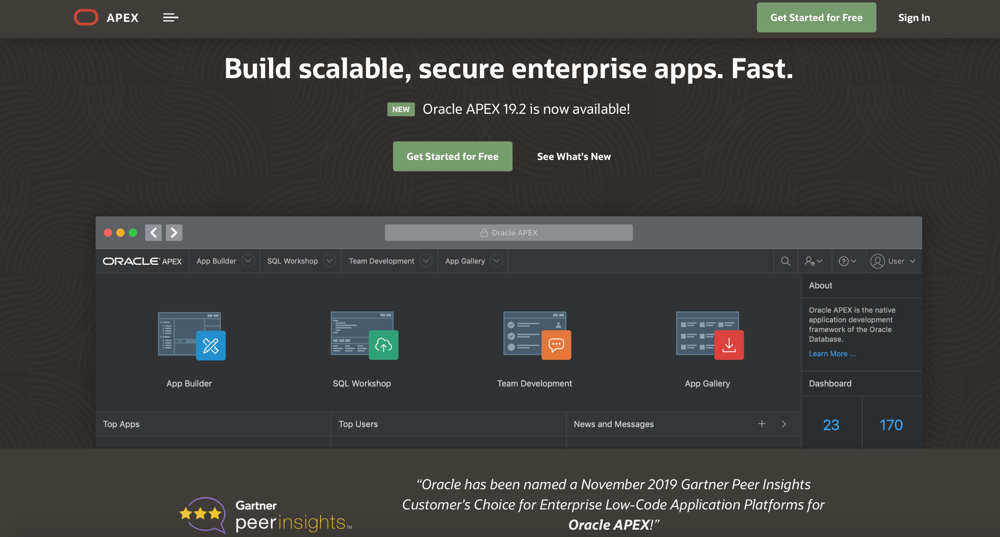 APEX
Get Started for Free
Sign In
Build scalable, secure enterprise apps. Fast.
NEW Oracle APEX 19.2 is now available!
Get Started for Free
See What's New
Oracle APEX
ORACLE® APEX
App Builder
SQL Workshop
Team Development
App Gallery
User
About
Oracle APEX is the native
application development
framework of the Oracle
Database.
Learn More ...
App Builder
SQL Workshop
Team Development
App Gallery
Dashboard
23
170
Top Apps
Top Users
News and Messages
Gartner
peerinsights™
“Oracle has been named a November 2019 Gartner Peer Insights
Customer's Choice for Enterprise Low-Code Application Platforms for
Oracle APEX!”